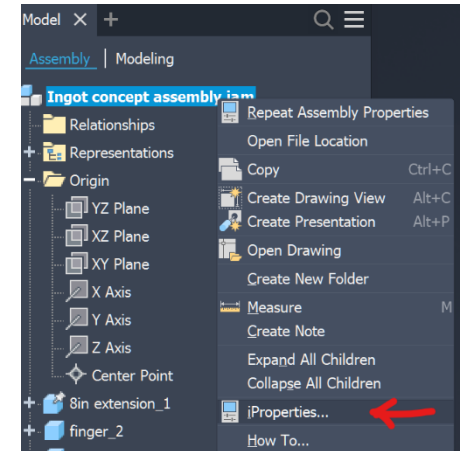 Model × +
Assembly | Modeling
Ingot concept assembly.iam
Relationships
Representations
Origin
YZ Plane
XZ Plane
XY Plane
X Axis
Y Axis
Z Axis
Center Point
8in extension_1
finger_2
Repeat Assembly Properties
Open File Location
Copy Ctrl+C
Create Drawing View Alt+C
Create Presentation Alt+P
Open Drawing
Create New Folder
Measure M
Create Note
Expand All Children
Collapse All Children
iProperties...
How To...